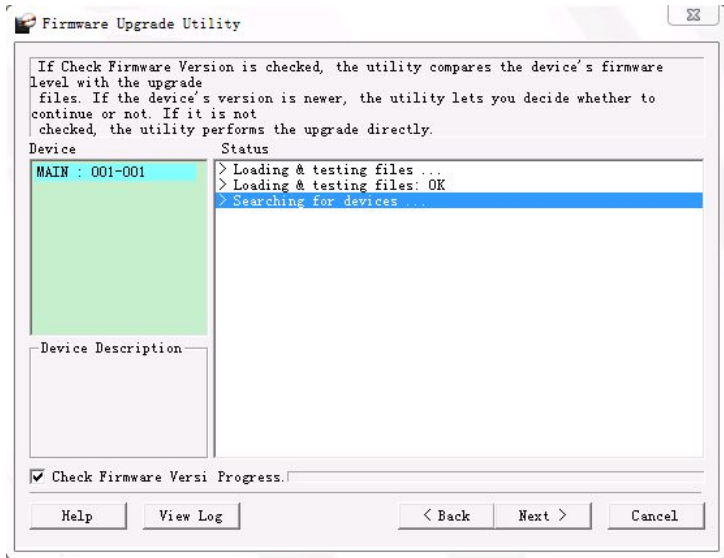 Firmware Upgrade Utility
If Check Firmware Version is checked, the utility compares the device's firmware
level with the upgrade
files. If the device's version is newer, the utility lets you decide whether to
continue or not. If it is not
checked, the utility performs the upgrade directly.
Device
Status
MAIN : 001-001
> Loading & testing files ...
> Loading & testing files: OK
> Searching for devices ...
Device Description
Check Firmware Versi Progress.
Help View Log < Back Next > Cancel